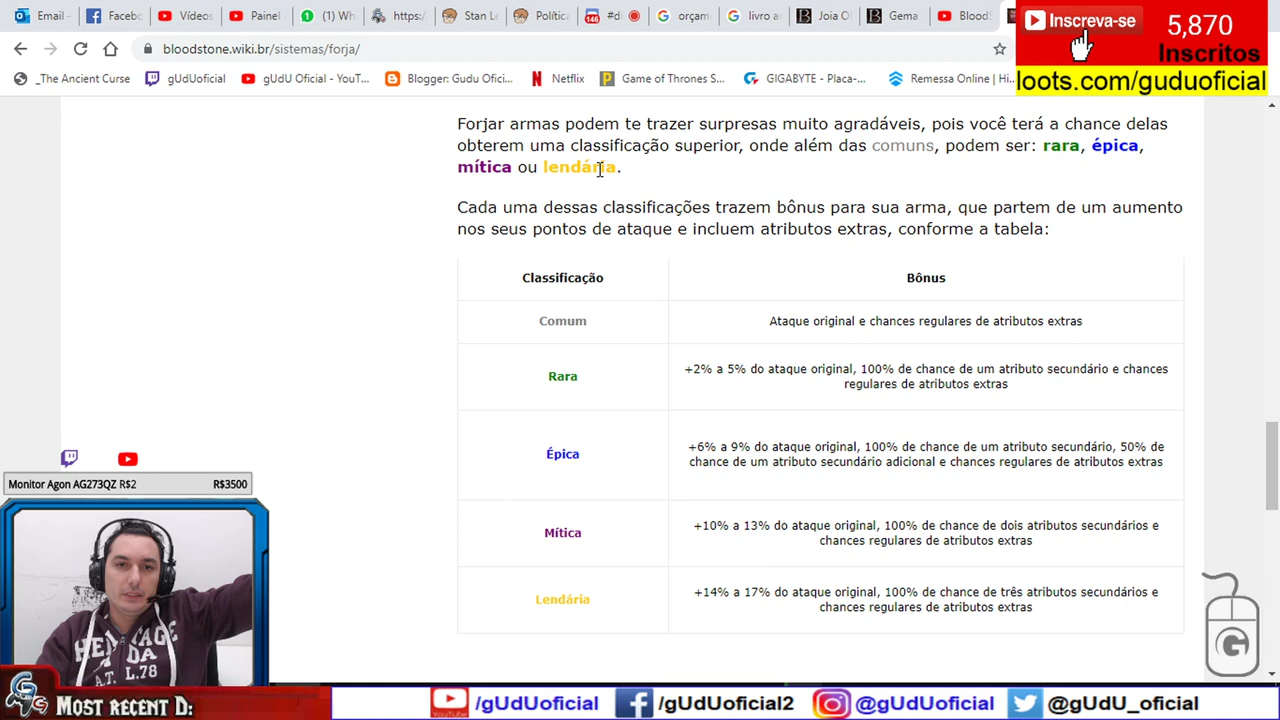 Email -
Facebo
Vídeos
Painel
(1) Wh
https:
Stan Le
Política
#di
orçam
livro ar
Joia O
Gema
BloodS
Inscreva-se
5,870
Inscritos
loots.com/guduoficial
bloodstone.wiki.br/sistemas/forja/
_The Ancient Curse
gUdUoficial
gUdU Oficial - YouT...
Blogger: Gudu Ofici...
Netflix
Game of Thrones S...
GIGABYTE - Placa-...
Remessa Online | Hi...
Forjar armas podem te trazer surpresas muito agradáveis, pois você terá a chance delas
obterem uma classificação superior, onde além das comuns, podem ser: rara, épica,
mítica ou lendária.
Cada uma dessas classificações trazem bônus para sua arma, que partem de um aumento
nos seus pontos de ataque e incluem atributos extras, conforme a tabela:
Classificação
Bônus
Comum
Ataque original e chances regulares de atributos extras
Rara
+2% a 5% do ataque original, 100% de chance de um atributo secundário e chances
regulares de atributos extras
Épica
+6% a 9% do ataque original, 100% de chance de um atributo secundário, 50% de
chance de um atributo secundário adicional e chances regulares de atributos extras
Mítica
+10% a 13% do ataque original, 100% de chance de dois atributos secundários e
chances regulares de atributos extras
Lendária
+14% a 17% do ataque original, 100% de chance de três atributos secundários e
chances regulares de atributos extras
Monitor Agon AG273QZ R$2
R$3500
HERITAGE
A.T. L.78
G
Most recent D:
/gUdUoficial
/gUdUoficial2
@gUdUoficial
@gUdU_oficial